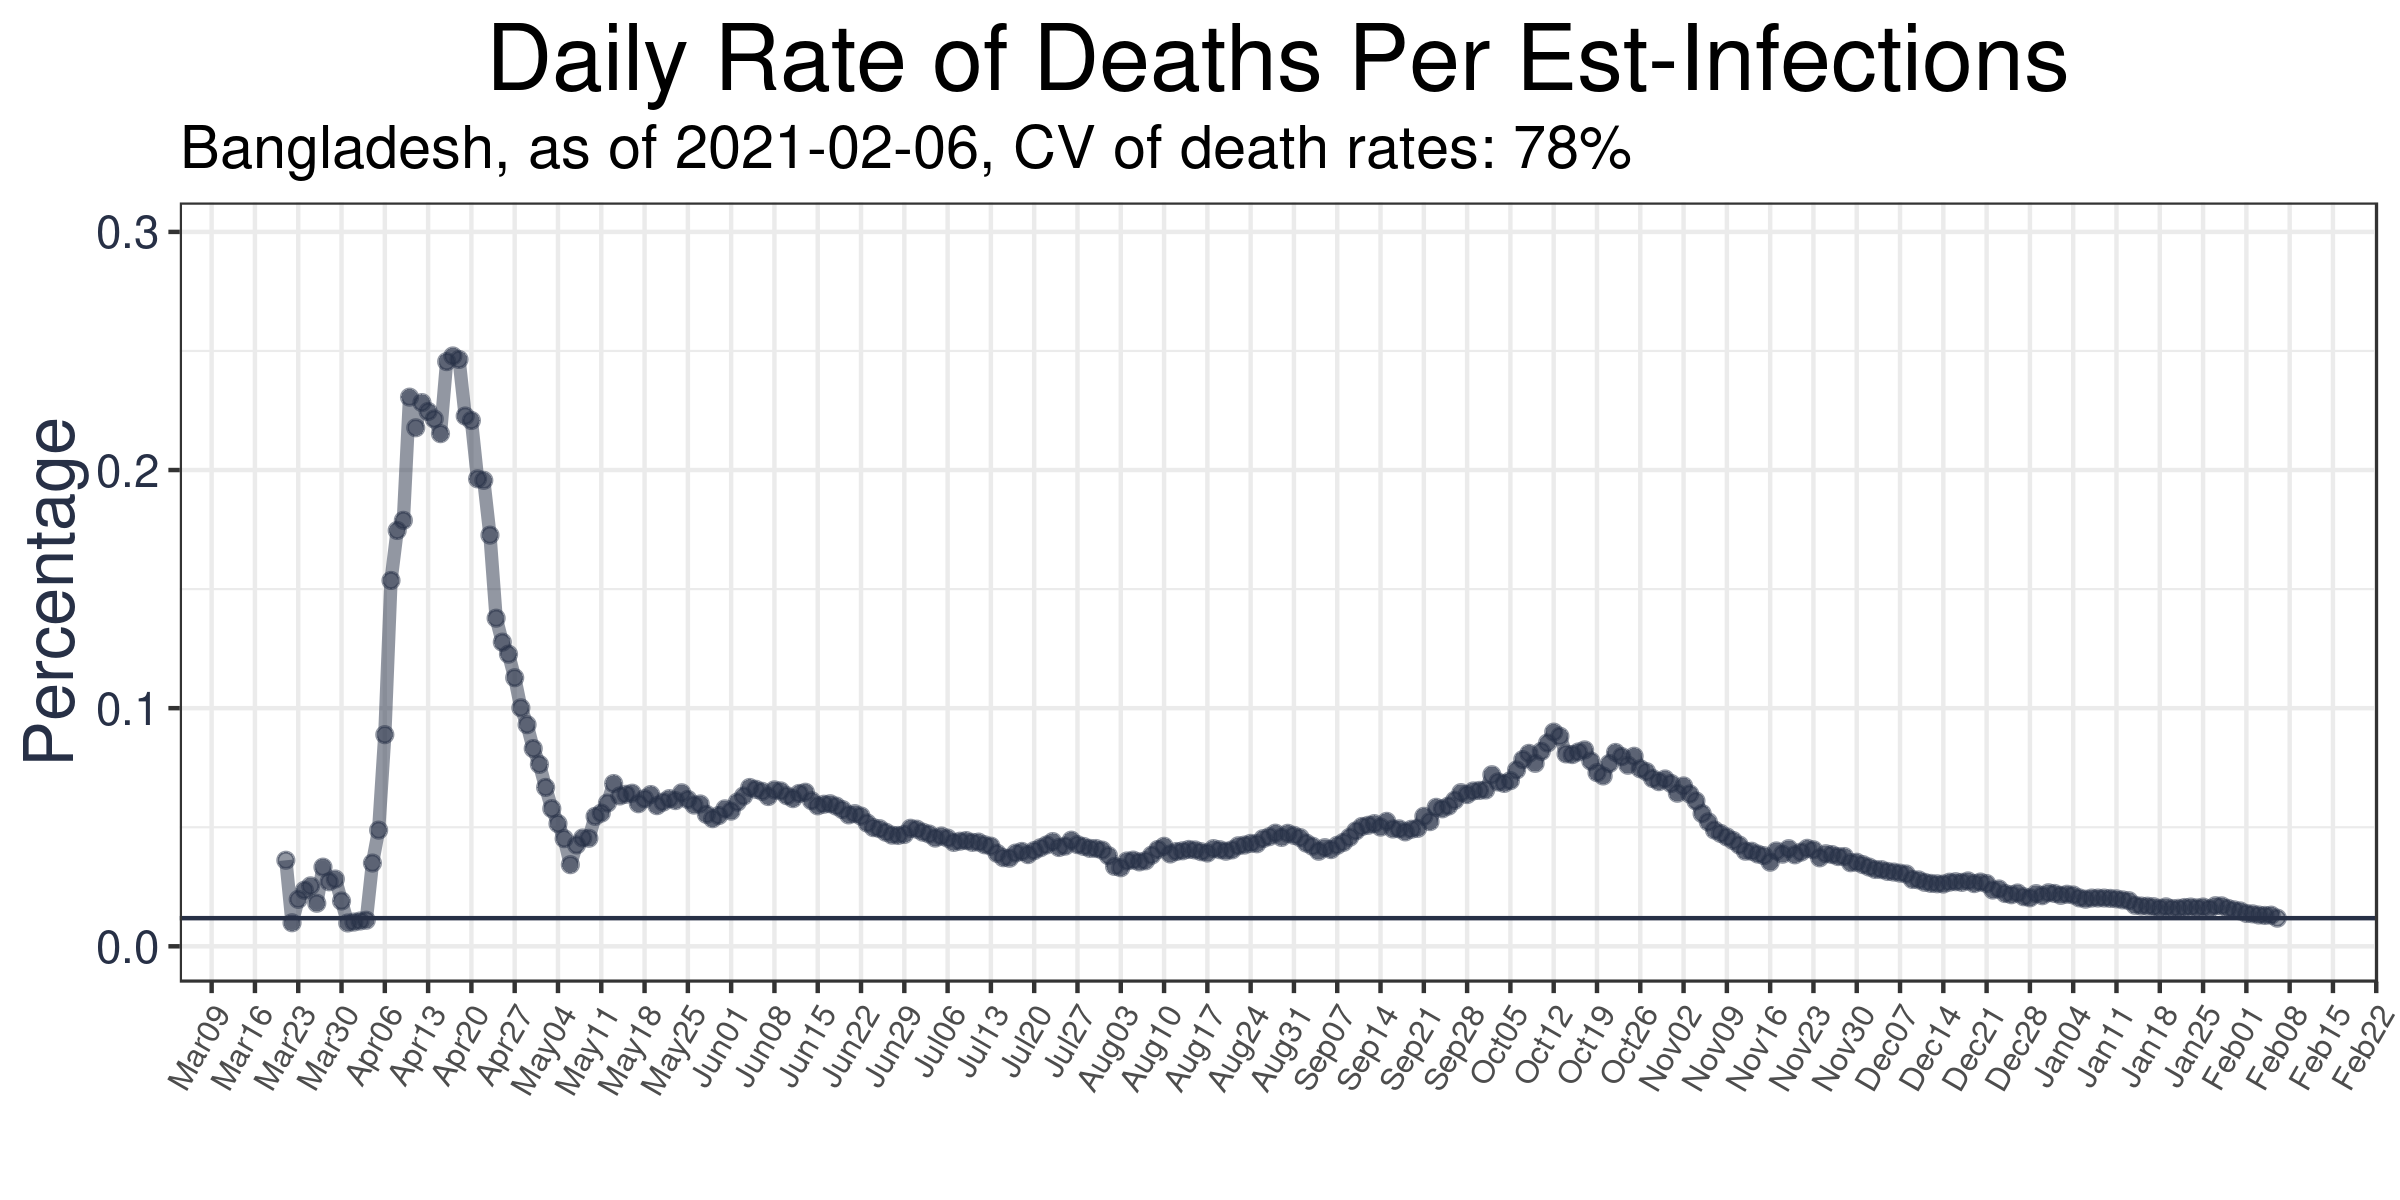 Daily Rate of Deaths Per Est-Infections
Bangladesh, as of 2021-02-06, CV of death rates: 78%
Percentage
0.3
0.2
0.1
0.0
Mar09
Mar16
Mar23
Mar30
Apr06
Apr13
Apr20
Apr27
May04
May11
May18
May25
Jun01
Jun08
Jun15
Jun22
Jun29
Jul06
Jul13
Jul20
Jul27
Aug03
Aug10
Aug17
Aug24
Aug31
Sep07
Sep14
Sep21
Sep28
Oct05
Oct12
Oct19
Oct26
Nov02
Nov09
Nov16
Nov23
Nov30
Dec07
Dec14
Dec21
Dec28
Jan04
Jan11
Jan18
Jan25
Feb01
Feb08
Feb15
Feb22